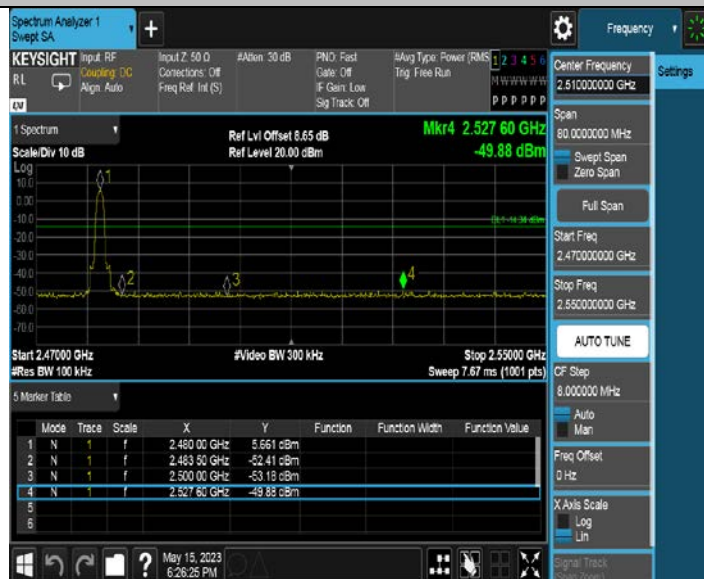 Spectrum Analyzer 1
Swept SA
Frequency
KEYSIGHT
RL
Input: RF
Coupling: DC
Align: Auto
Input Z: 50 Ω
Corrections: Off
Freq Ref: Int (S)
#Atten: 30 dB
PNO: Fast
Gate: Off
IF Gain: Low
Sig Track: Off
#Avg Type: Power (RMS
Trig: Free Run
1 2 3 4 5 6
M W W W W W
P P P P P P
Center Frequency
2.510000000 GHz
Settings
Span
80.0000000 MHz
Swept Span
Zero Span
Full Span
Start Freq
2.470000000 GHz
Stop Freq
2.550000000 GHz
AUTO TUNE
CF Step
8.000000 MHz
Auto
Man
Freq Offset
0 Hz
X Axis Scale
Log
Lin
Signal Track
1 Spectrum
Scale/Div 10 dB
Ref Lvl Offset 8.65 dB
Ref Level 20.00 dBm
Mkr4 2.527 60 GHz
-49.88 dBm
Log
10.0
0.00
-10.0
-20.0
-30.0
-40.0
-50.0
-60.0
-70.0
1
2
3
4
Start 2.47000 GHz
#Res BW 100 kHz
#Video BW 300 kHz
Stop 2.55000 GHz
Sweep 7.67 ms (1001 pts)
5 Marker Table
Mode Trace Scale X Y Function Function Width Function Value
1 N 1 f 2.480 00 GHz 5.661 dBm
2 N 1 f 2.483 50 GHz -52.41 dBm
3 N 1 f 2.500 00 GHz -53.18 dBm
4 N 1 f 2.527 60 GHz -49.88 dBm
5
6
?
May 15, 2023
6:26:25 PM